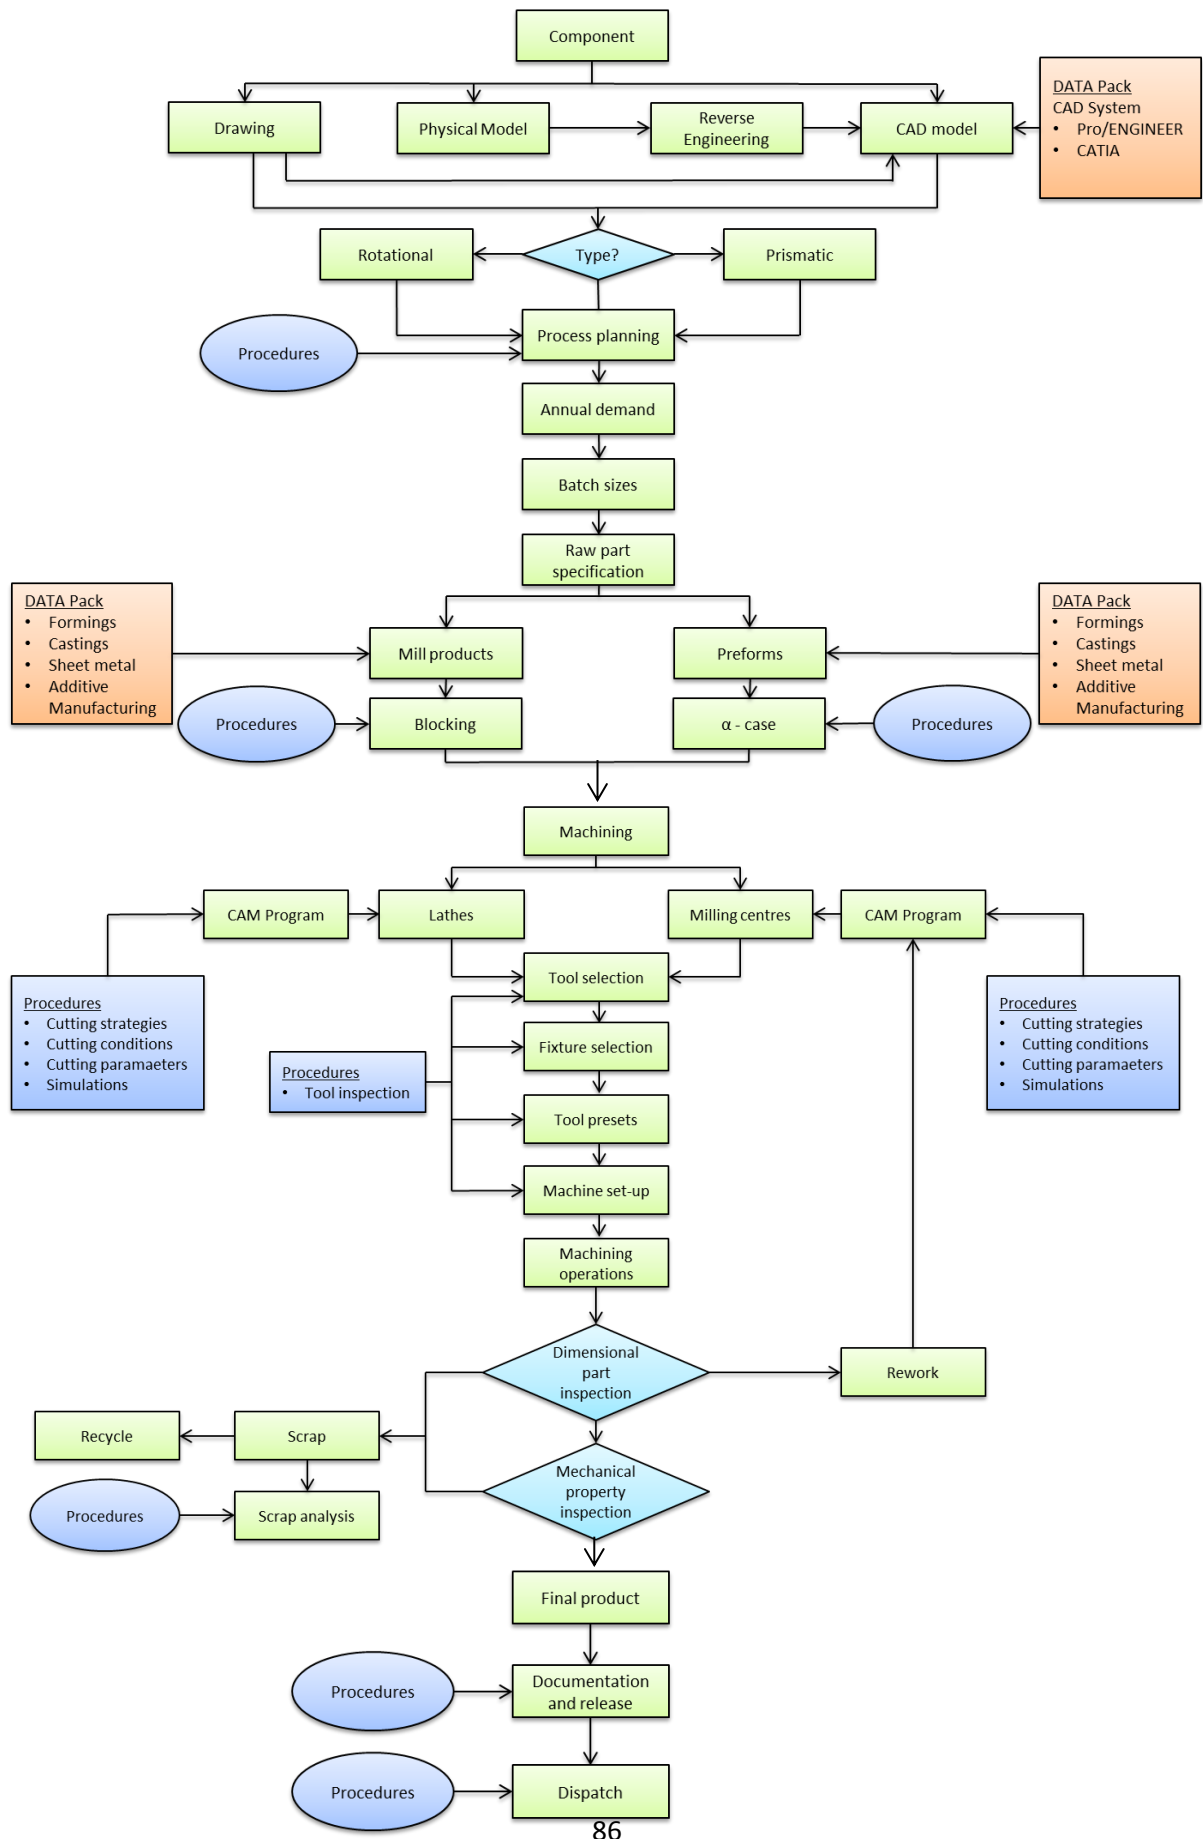 Component
DATA Pack
CAD System
• Pro/ENGINEER
• CATIA
Drawing
Physical Model
Reverse
Engineering
CAD model
Rotational
Type?
Prismatic
Process planning
Procedures
Annual demand
Batch sizes
Raw part
specification
DATA Pack
• Formings
• Castings
• Sheet metal
• Additive
Manufacturing
Mill products
Preforms
DATA Pack
• Formings
• Castings
• Sheet metal
• Additive
Manufacturing
Procedures
Blocking
α - case
Procedures
Machining
CAM Program
Lathes
Milling centres
CAM Program
Tool selection
Procedures
• Cutting strategies
• Cutting conditions
• Cutting paramaeters
• Simulations
Procedures
• Tool inspection
Fixture selection
Procedures
• Cutting strategies
• Cutting conditions
• Cutting paramaeters
• Simulations
Tool presets
Machine set-up
Machining
operations
Dimensional
part
inspection
Rework
Recycle
Scrap
Mechanical
property
inspection
Procedures
Scrap analysis
Final product
Procedures
Documentation
and release
Procedures
Dispatch
86